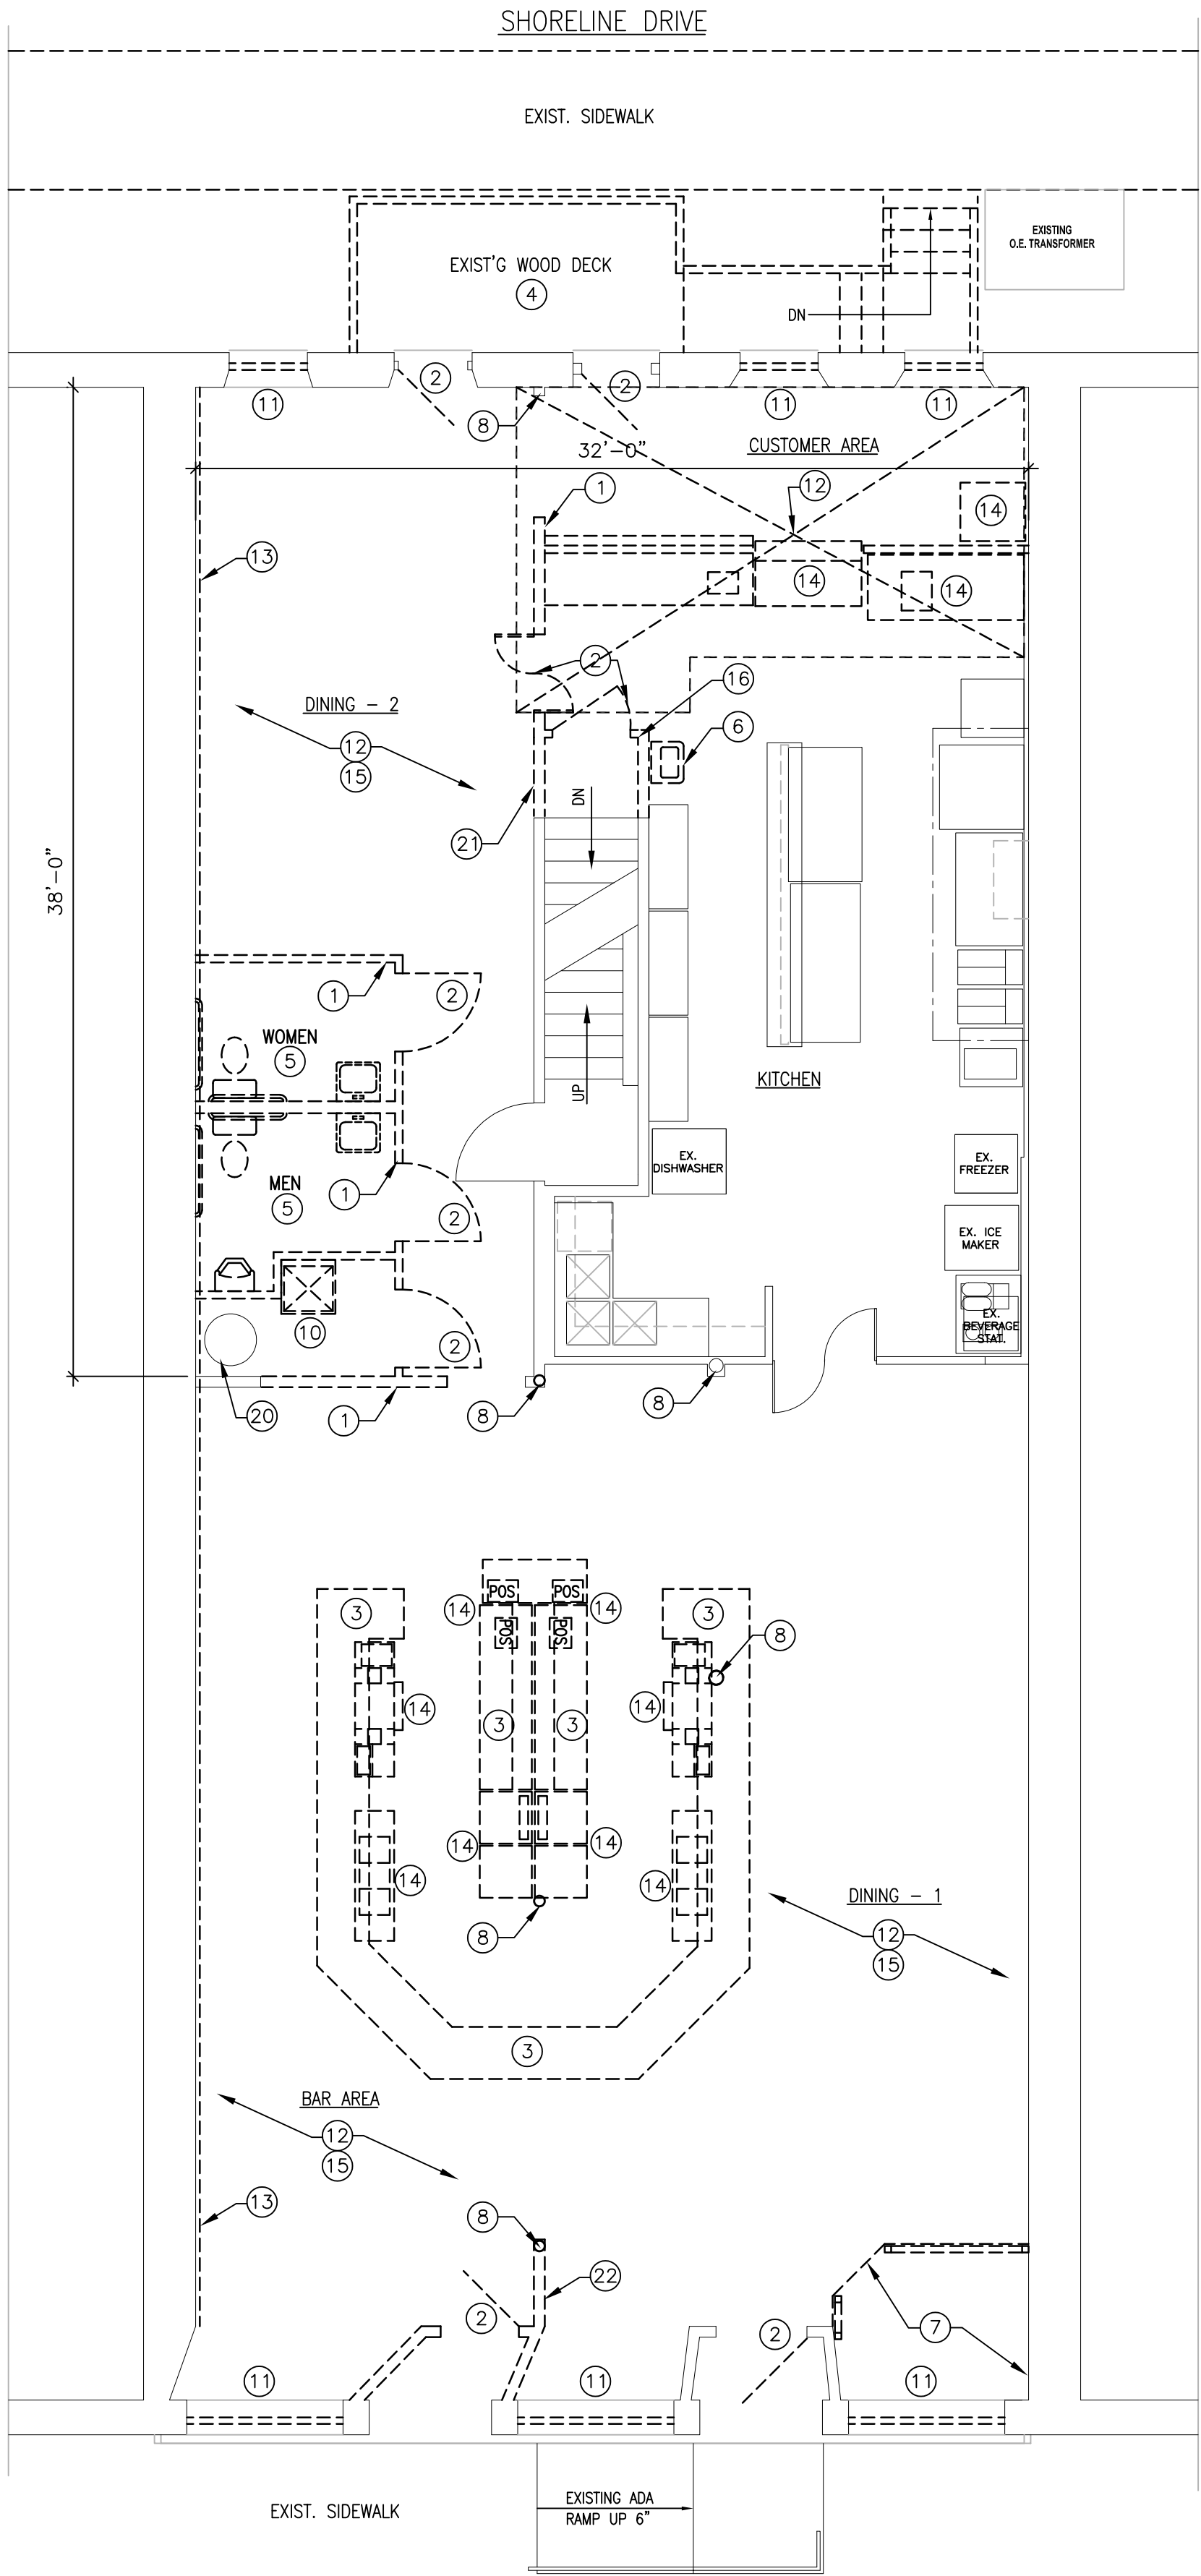 SHORELINE DRIVE
EXIST. SIDEWALK
EXISTING
O.E. TRANSFORMER
EXIST'G WOOD DECK
4
DN
2
2
11
11
11
8
32'-0"
CUSTOMER AREA
1
12
14
13
14
14
2
16
DINING - 2
6
12
15
DN
21
38'-0"
1
2
WOMEN
5
UP
KITCHEN
EX.
DISHWASHER
EX.
FREEZER
MEN
5
1
2
EX. ICE
MAKER
10
2
EX.
BEVERAGE
STAT.
20
1
8
8
POS
POS
14
14
3
3
POS
POS
8
14
14
3
3
14
14
14
14
DINING - 1
8
12
15
3
BAR AREA
12
15
13
8
22
2
2
7
11
11
11
EXISTING ADA
RAMP UP 6"
EXIST. SIDEWALK